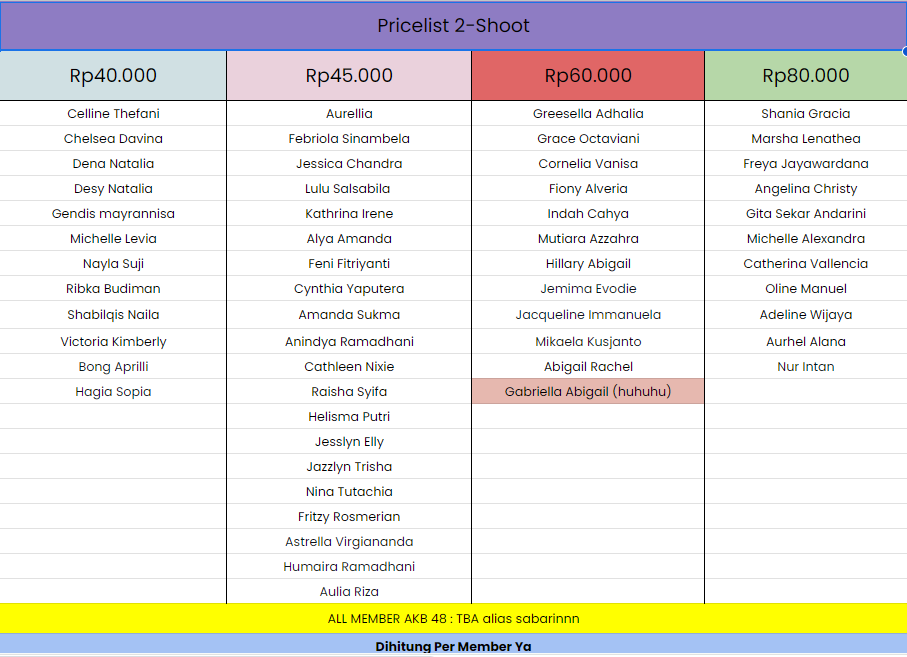 Pricelist 2-Shoot
Rp40.000 Rp45.000 Rp60.000 Rp80.000
Celline Thefani Aurellia Greesella Adhalia Shania Gracia
Chelsea Davina Febriola Sinambela Grace Octaviani Marsha Lenathea
Dena Natalia Jessica Chandra Cornelia Vanisa Freya Jayawardana
Desy Natalia Lulu Salsabila Fiony Alveria Angelina Christy
Gendis mayrannisa Kathrina Irene Indah Cahya Gita Sekar Andarini
Michelle Levia Alya Amanda Mutiara Azzahra Michelle Alexandra
Nayla Suji Feni Fitriyanti Hillary Abigail Catherina Vallencia
Ribka Budiman Cynthia Yaputera Jemima Evodie Oline Manuel
Shabilqis Naila Amanda Sukma Jacqueline Immanuela Adeline Wijaya
Victoria Kimberly Anindya Ramadhani Mikaela Kusjanto Aurhel Alana
Bong Aprilli Cathleen Nixie Abigail Rachel Nur Intan
Hagia Sopia Raisha Syifa Gabriella Abigail (huhuhu)
Helisma Putri
Jesslyn Elly
Jazzlyn Trisha
Nina Tutachia
Fritzy Rosmerian
Astrella Virgiananda
Humaira Ramadhani
Aulia Riza
ALL MEMBER AKB 48 : TBA alias sabarinnn
Dihitung Per Member Ya